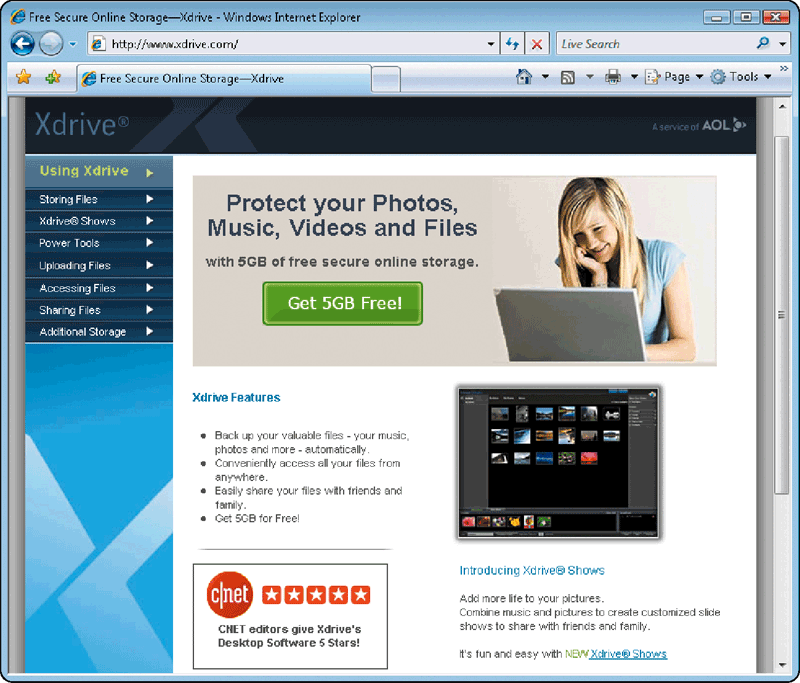 Free Secure Online Storage—Xdrive - Windows Internet Explorer
http://www.xdrive.com/
Live Search
Free Secure Online Storage—Xdrive
Page
Tools
Xdrive®
A service of AOL
Using Xdrive
Storing Files
Xdrive® Shows
Power Tools
Uploading Files
Accessing Files
Sharing Files
Additional Storage
Protect your Photos,
Music, Videos and Files
with 5GB of free secure online storage.
Get 5GB Free!
Xdrive Features
Back up your valuable files - your music,
photos and more - automatically.
Conveniently access all your files from
anywhere.
Easily share your files with friends and
family.
Get 5GB for Free!
c|net
CNET editors give Xdrive's
Desktop Software 5 Stars!
Introducing Xdrive® Shows
Add more life to your pictures.
Combine music and pictures to create customized slide
shows to share with friends and family.
It's fun and easy with NEW Xdrive® Shows